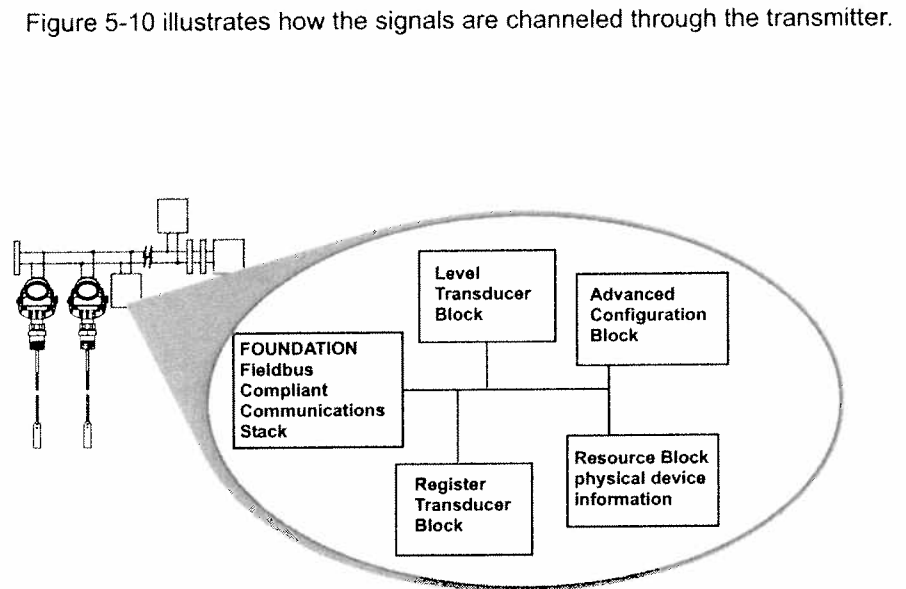 Figure 5-10 illustrates how the signals are channeled through the transmitter.
Level
Transducer
Block
Advanced
Configuration
Block
FOUNDATION
Fieldbus
Compliant
Communications
Stack
Register
Transducer
Block
Resource Block
physical device
information